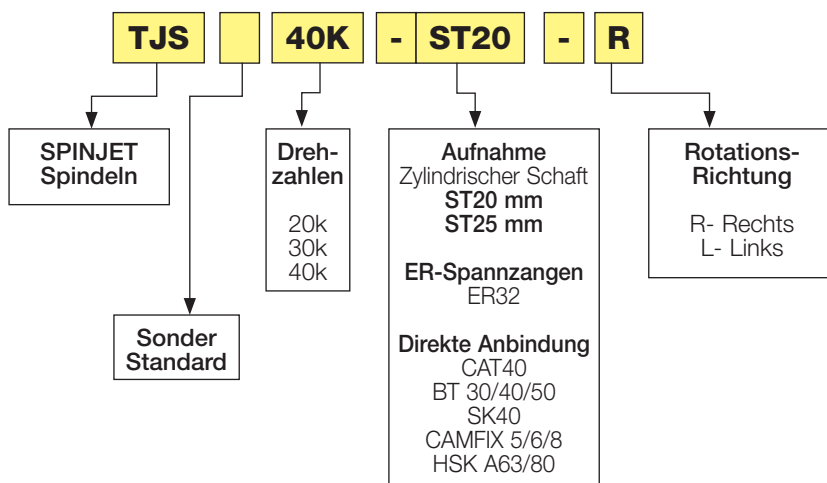 TJS 40K - ST20 - R
SPINJET
Spindeln
Dreh-
zahlen
20k
30k
40k
Aufnahme
Zylindrischer Schaft
ST20 mm
ST25 mm
ER-Spannzangen
ER32
Direkte Anbindung
CAT40
BT 30/40/50
SK40
CAMFIX 5/6/8
HSK A63/80
Rotations-
Richtung
R- Rechts
L- Links
Sonder
Standard